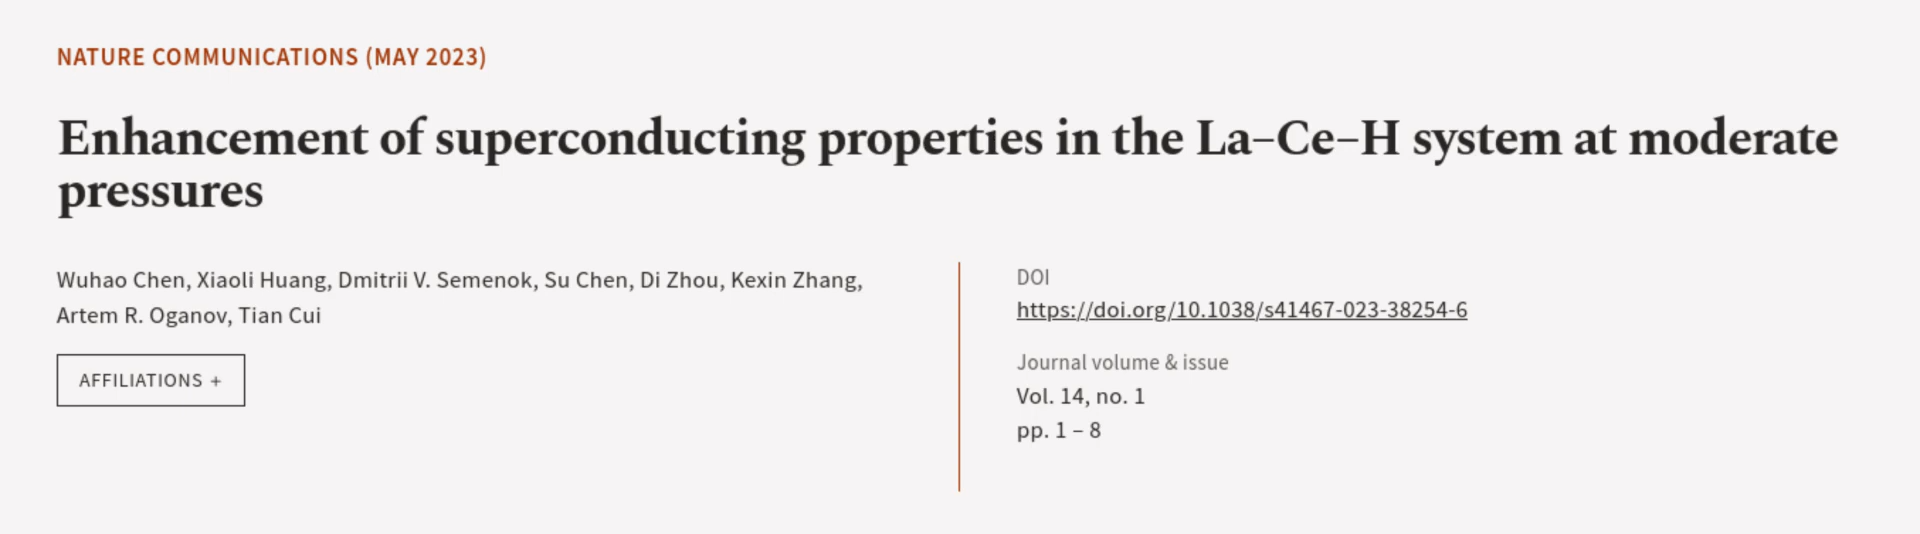 NATURE COMMUNICATIONS (MAY 2023)
Enhancement of superconducting properties in the La–Ce–H system at moderate
pressures
Wuhao Chen, Xiaoli Huang, Dmitrii V. Semenok, Su Chen, Di Zhou, Kexin Zhang,
Artem R. Oganov, Tian Cui
AFFILIATIONS +
DOI
https://doi.org/10.1038/s41467-023-38254-6
Journal volume & issue
Vol. 14, no. 1
pp. 1 – 8